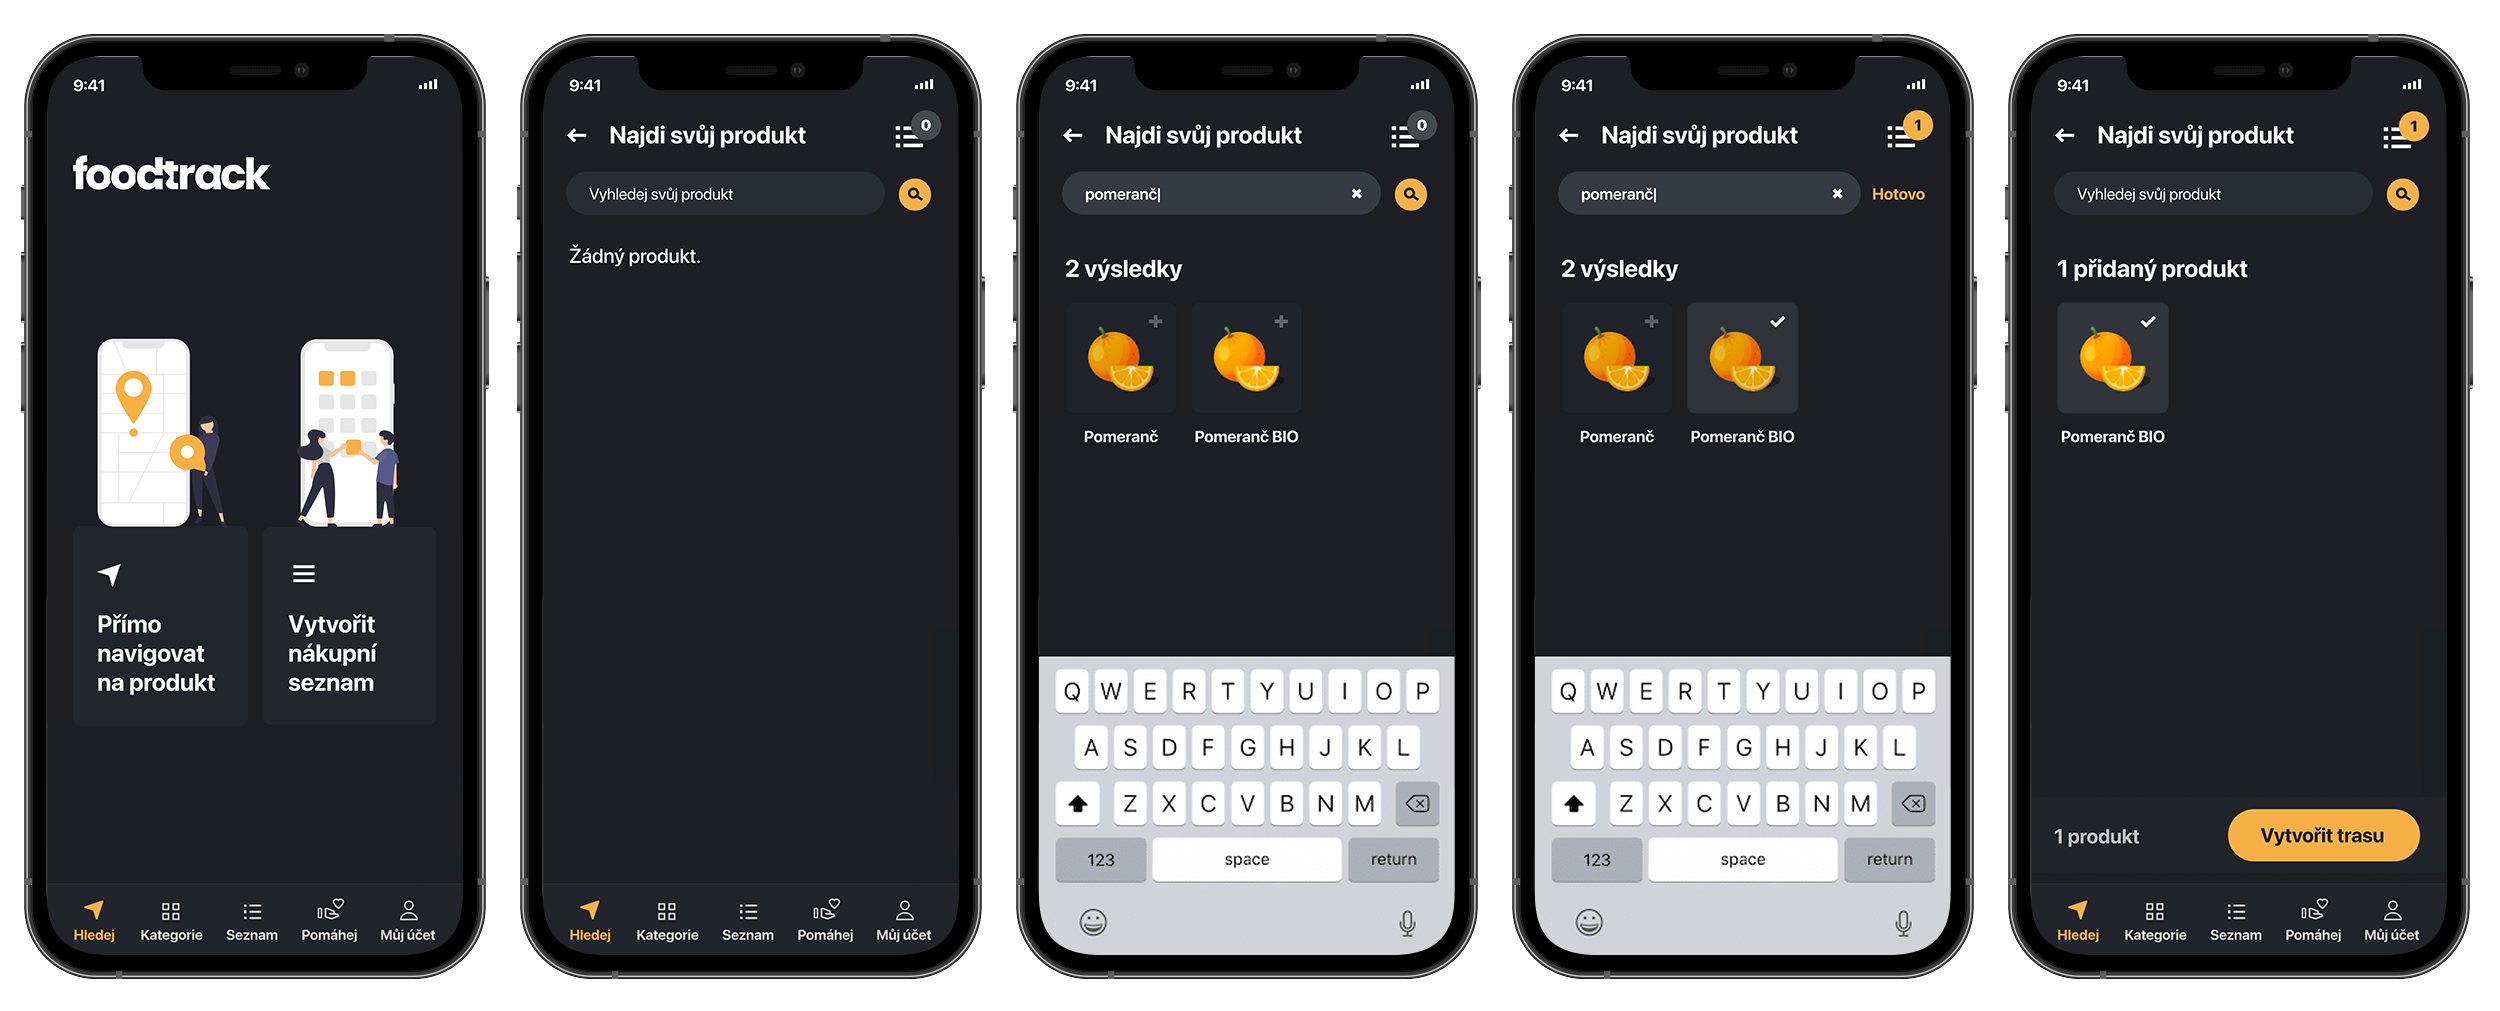 9:41
foodtrack
Přímo
navigovat
na produkt
Vytvořit
nákupní
seznam
Hledej
Kategorie
Seznam
Pomáhej
Můj účet
9:41
Najdi svůj produkt
0
Vyhledej svůj produkt
Žádný produkt.
Hledej
Kategorie
Seznam
Pomáhej
Můj účet
9:41
Najdi svůj produkt
0
pomeranč
2 výsledky
Pomeranč
Pomeranč BIO
Q W E R T Y U I O P
A S D F G H J K L
Z X C V B N M
123 space return
9:41
Najdi svůj produkt
1
pomeranč
Hotovo
2 výsledky
Pomeranč
Pomeranč BIO
Q W E R T Y U I O P
A S D F G H J K L
Z X C V B N M
123 space return
9:41
Najdi svůj produkt
1
Vyhledej svůj produkt
1 přidaný produkt
Pomeranč BIO
1 produkt
Vytvořit trasu
Hledej
Kategorie
Seznam
Pomáhej
Můj účet